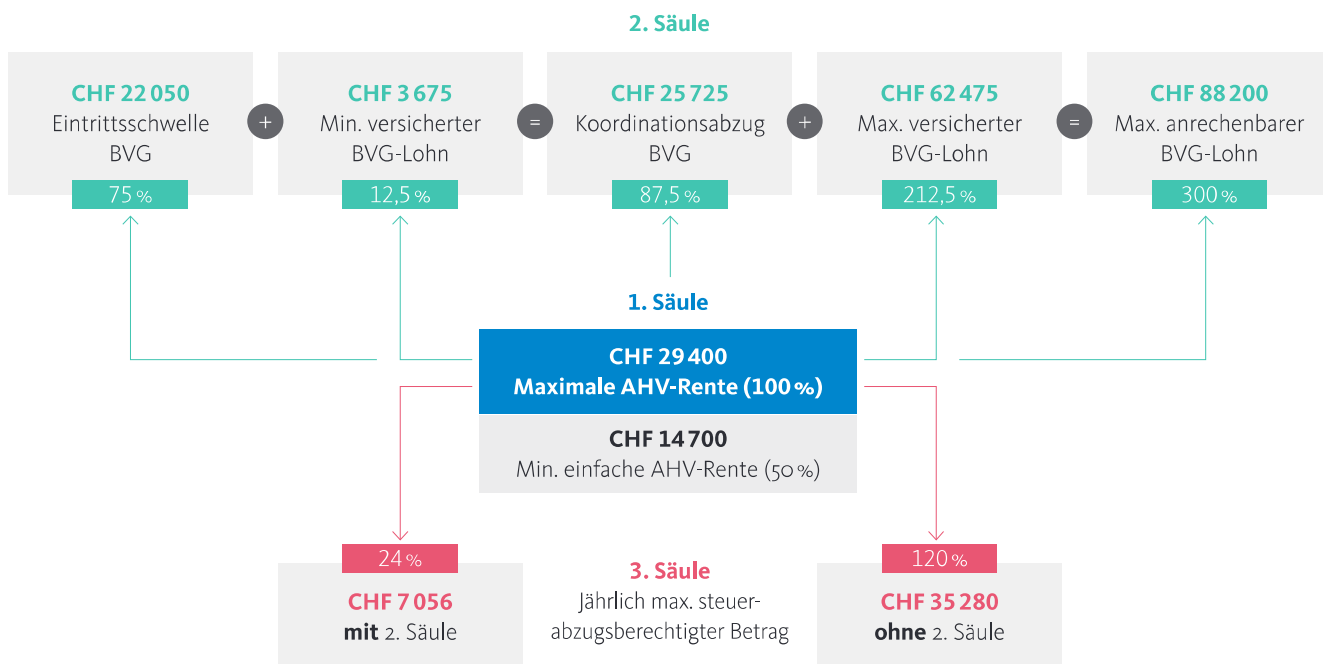 2. Säule
CHF 22 050
Eintrittsschwelle
BVG
75 %
+
CHF 3 675
Min. versicherter
BVG-Lohn
12,5 %
=
CHF 25 725
Koordinationsabzug
BVG
87,5 %
+
CHF 62 475
Max. versicherter
BVG-Lohn
212,5 %
=
CHF 88 200
Max. anrechenbarer
BVG-Lohn
300 %
1. Säule
CHF 29 400
Maximale AHV-Rente (100 %)
CHF 14 700
Min. einfache AHV-Rente (50 %)
24 %
CHF 7 056
mit 2. Säule
3. Säule
Jährlich max. steuer-
abzugsberechtigter Betrag
120 %
CHF 35 280
ohne 2. Säule